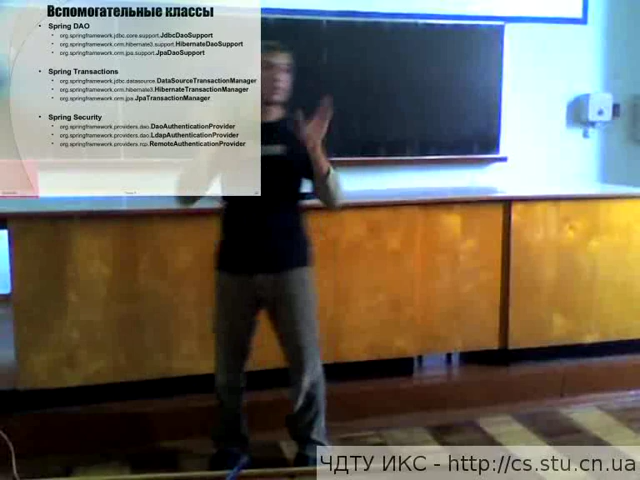 Вспомогательные классы
• Spring DAO
• org.springframework.jdbc.core.support.JdbcDaoSupport
• org.springframework.orm.hibernate3.support.HibernateDaoSupport
• org.springframework.orm.jpa.support.JpaDaoSupport
• Spring Transactions
• org.springframework.jdbc.datasource.DataSourceTransactionManager
• org.springframework.orm.hibernate3.HibernateTransactionManager
• org.springframework.orm.jpa.JpaTransactionManager
• Spring Security
• org.springframework.providers.dao.DaoAuthenticationProvider
• org.springframework.providers.dao.LdapAuthenticationProvider
• org.springframework.providers.rcp.RemoteAuthenticationProvider
ЧДТУ ИКС - http://cs.stu.cn.ua